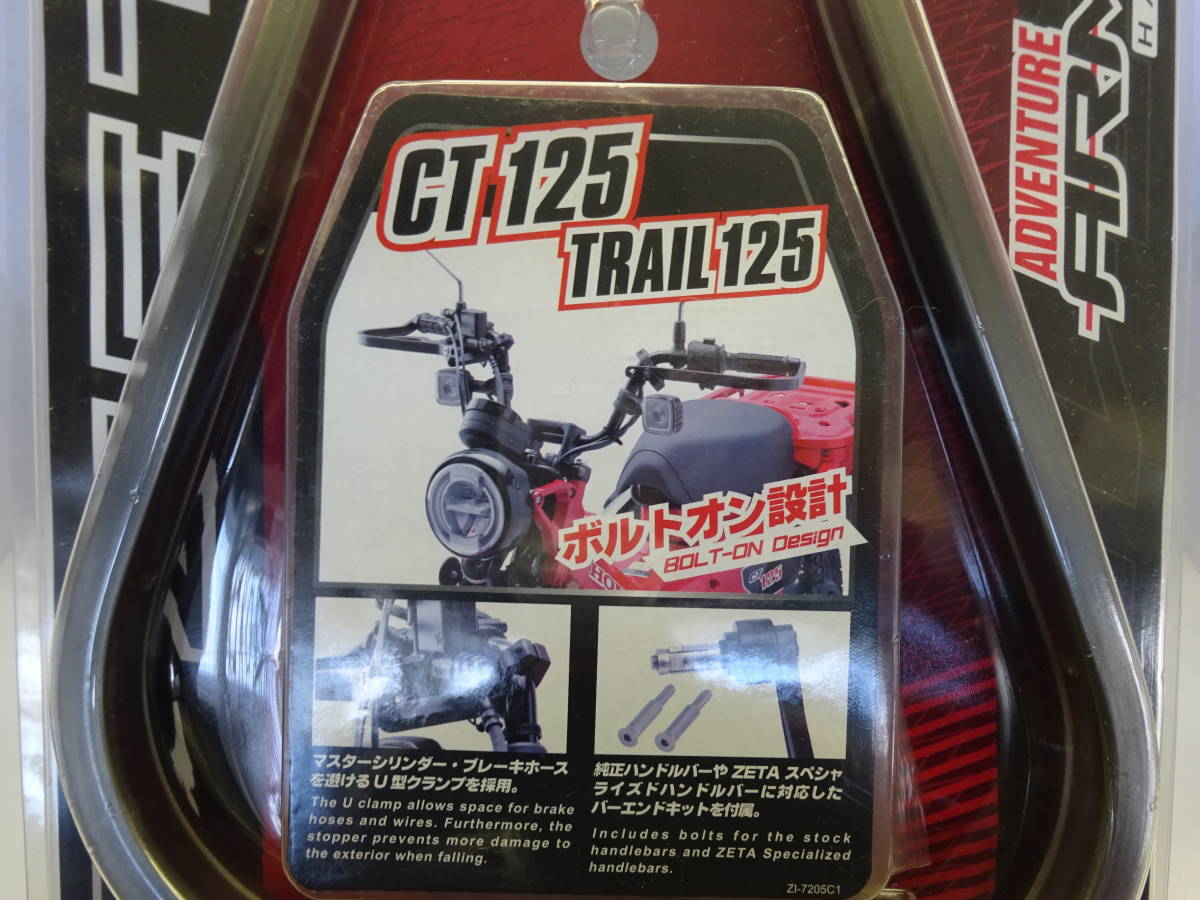 ADVENTURE
CT 125
TRAIL 125
ボルトオン設計
BOLT-ON Design
CT125
マスターシリンダー・ブレーキホース
を避けるU型クランプを採用。
The U clamp allows space for brake
hoses and wires. Furthermore, the
stopper prevents more damage to
the exterior when falling.
純正ハンドルバーやZETAスペシャ
ライズドハンドルバーに対応した
バーエンドキットを付属。
Includes bolts for the stock
handlebars and ZETA Specialized
handlebars.
ZI-7205C1